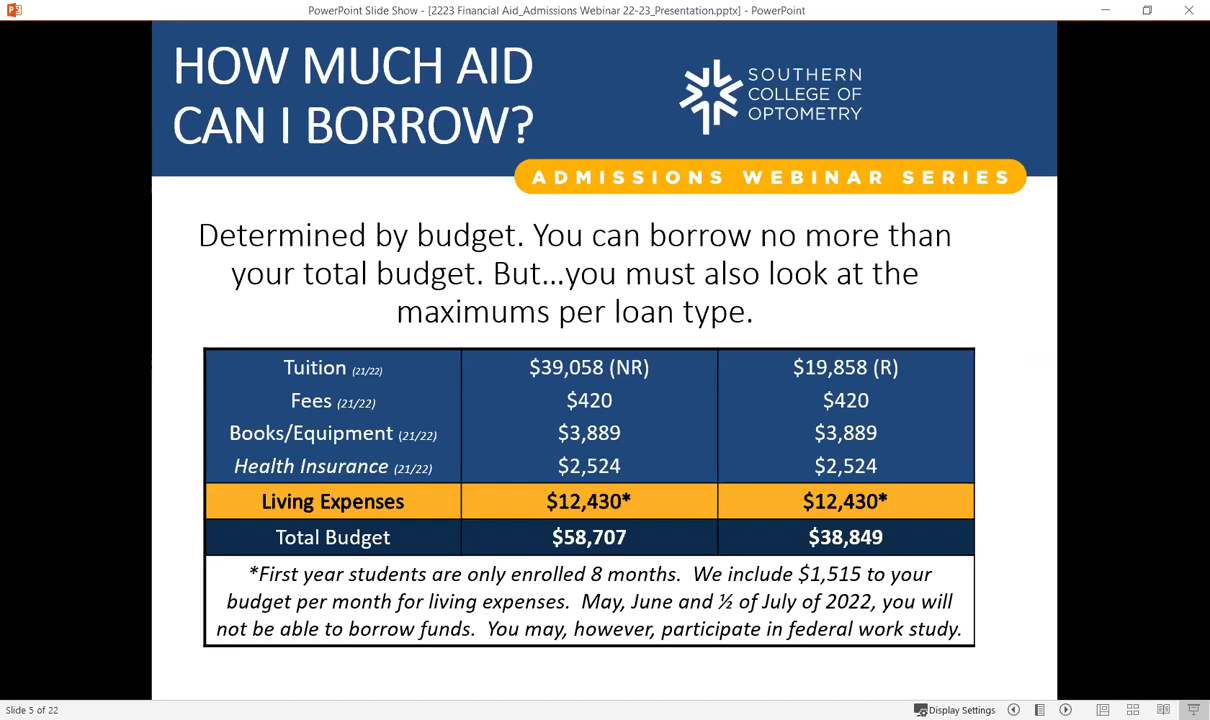 PowerPoint Slide Show - [2223 Financial Aid_Admissions Webinar 22-23_Presentation.pptx] - PowerPoint
HOW MUCH AID
CAN I BORROW?
SOUTHERN
COLLEGE OF
OPTOMETRY
ADMISSIONS WEBINAR SERIES
Determined by budget. You can borrow no more than
your total budget. But...you must also look at the
maximums per loan type.
Tuition (21/22) $39,058 (NR) $19,858 (R)
Fees (21/22) $420 $420
Books/Equipment (21/22) $3,889 $3,889
Health Insurance (21/22) $2,524 $2,524
Living Expenses $12,430* $12,430*
Total Budget $58,707 $38,849
*First year students are only enrolled 8 months. We include $1,515 to your
budget per month for living expenses. May, June and ½ of July of 2022, you will
not be able to borrow funds. You may, however, participate in federal work study.
Slide 5 of 22 Display Settings